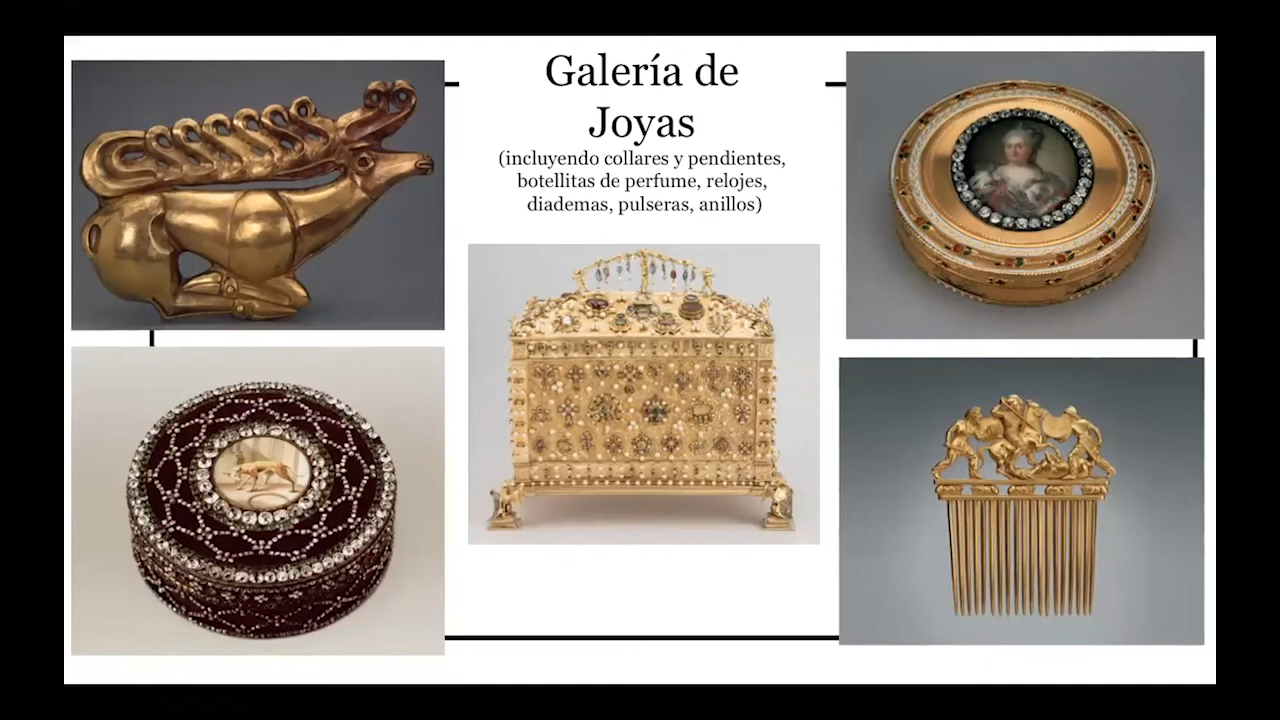 Galería de
Joyas
(incluyendo collares y pendientes,
botellitas de perfume, relojes,
diademas, pulseras, anillos)